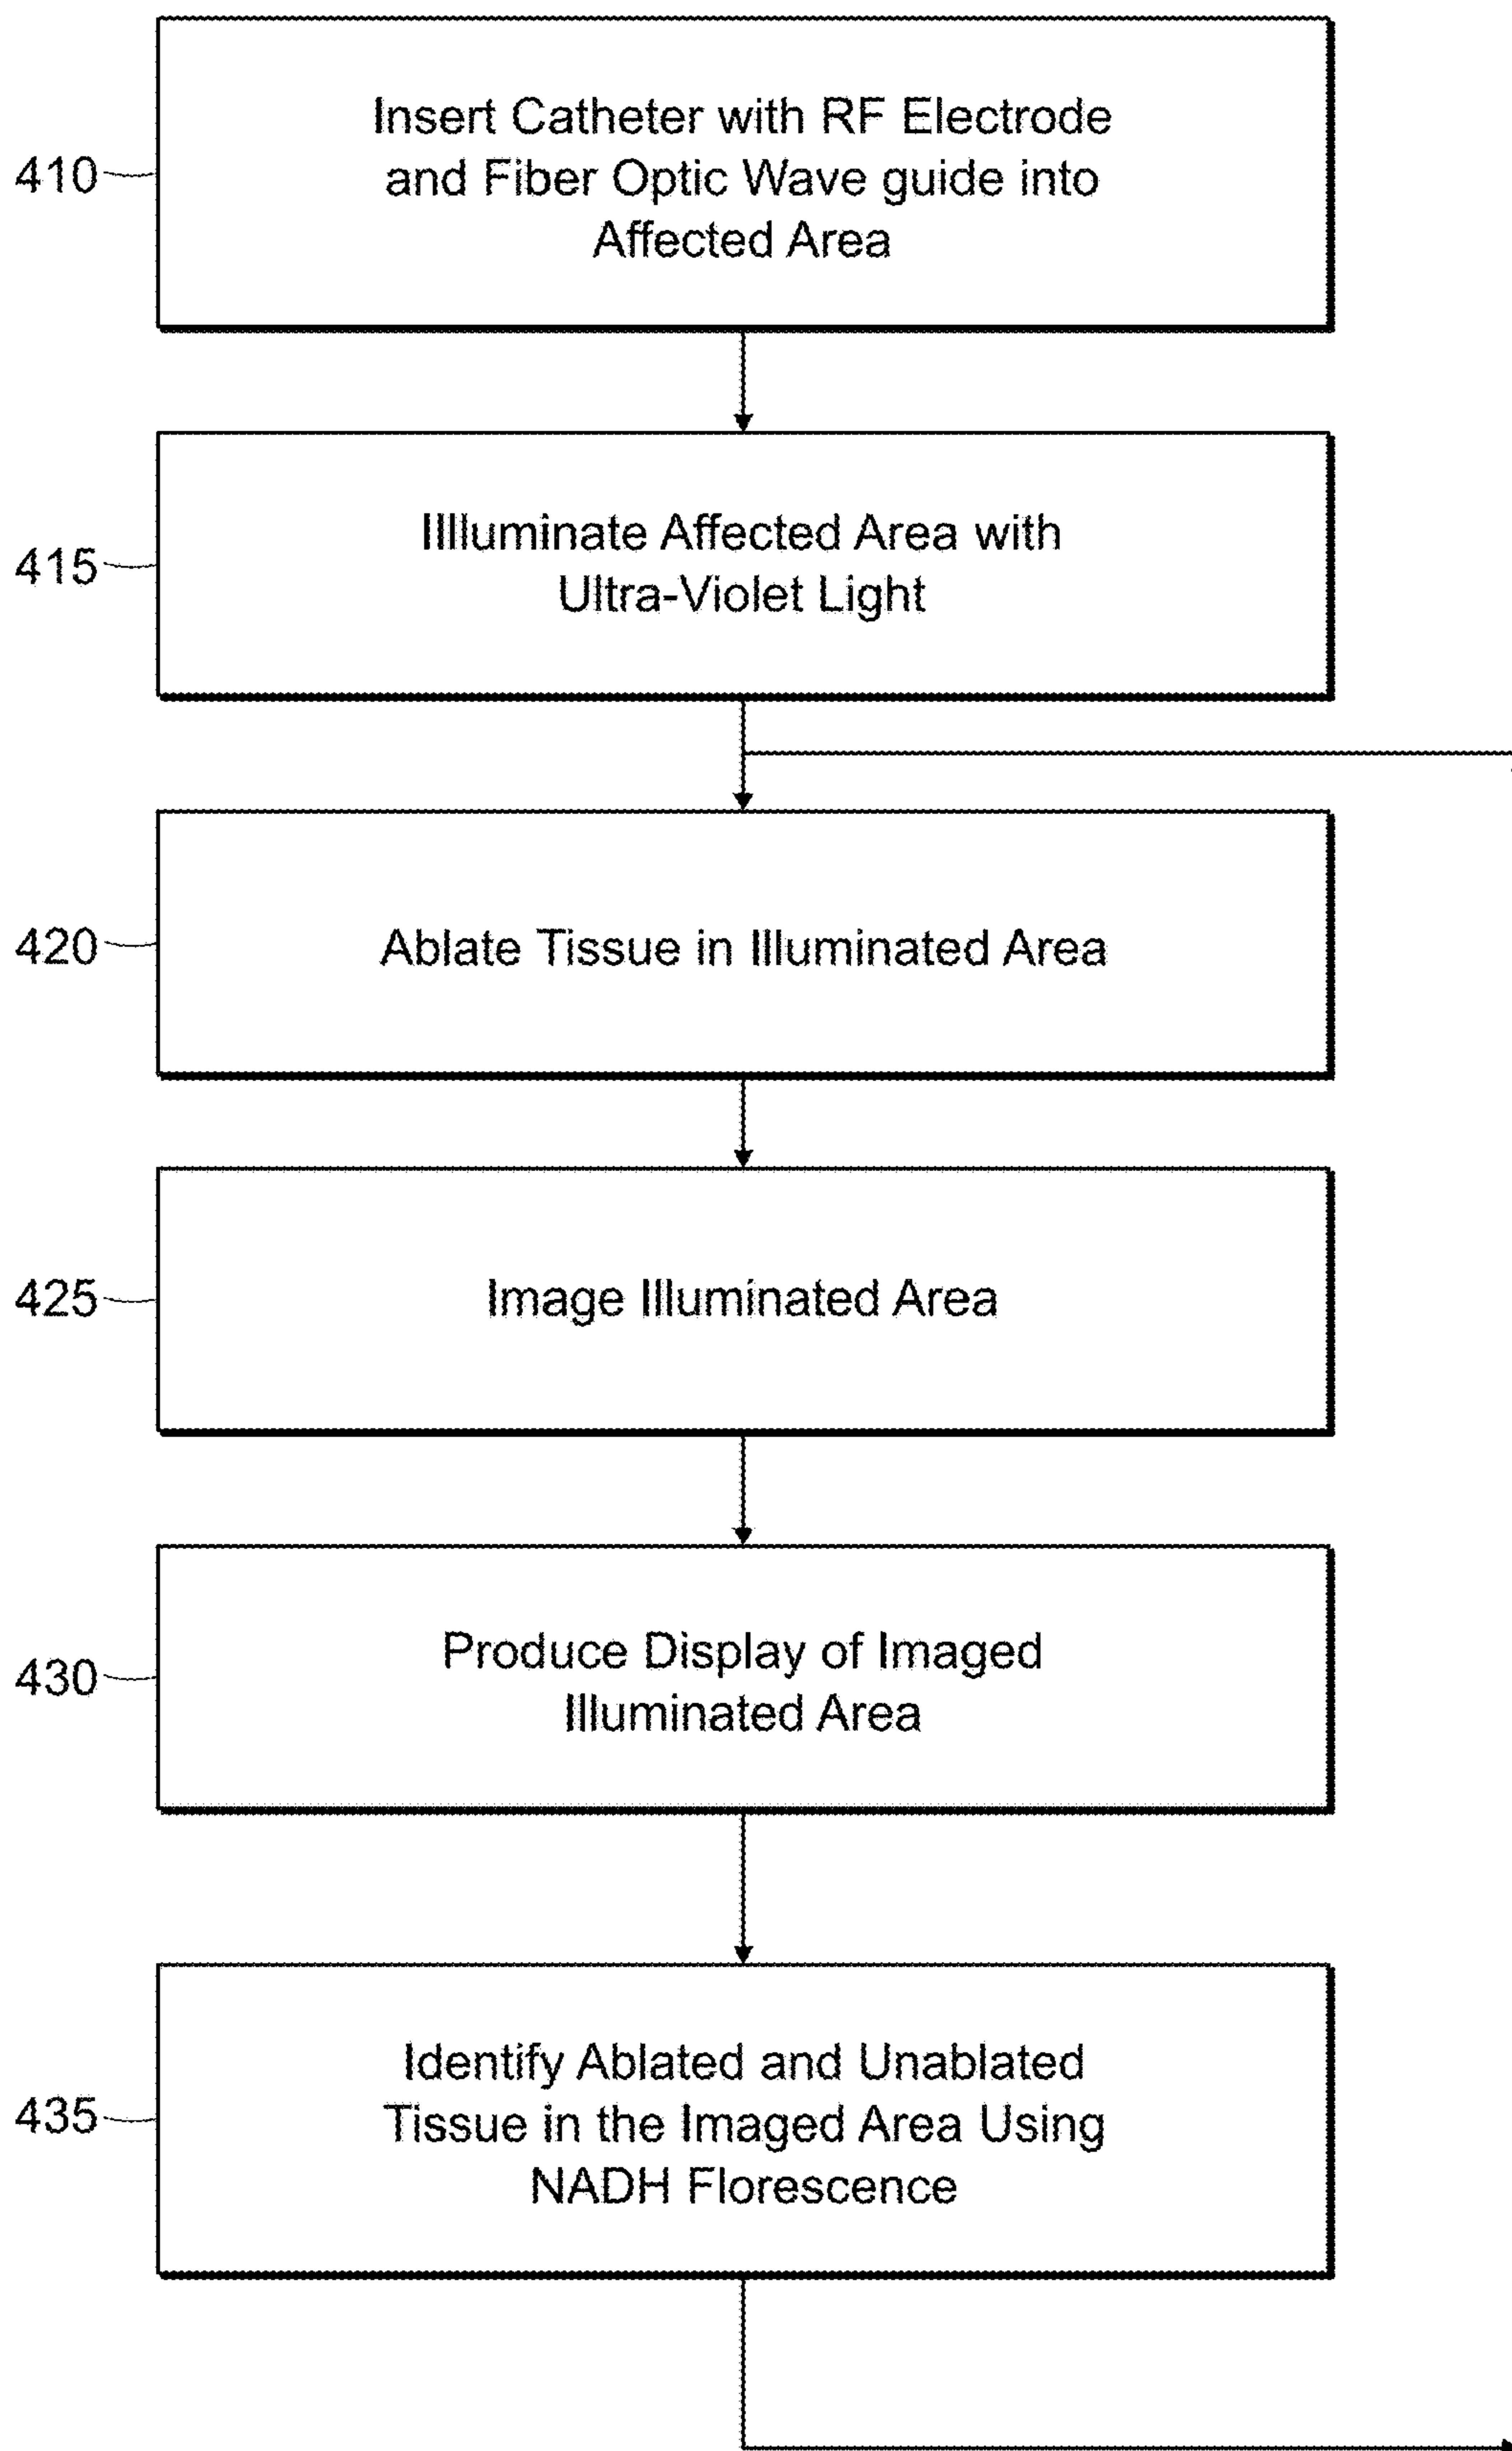 Insert Catheter with RF Electrode
and Fiber Optic Wave guide into
Affected Area
410
Illluminate Affected Area with
Ultra-Violet Light
415
Ablate Tissue in Illuminated Area
420
Image Illuminated Area
425
Produce Display of Imaged
Illuminated Area
430
Identify Ablated and Unablated
Tissue in the Imaged Area Using
NADH Florescence
435